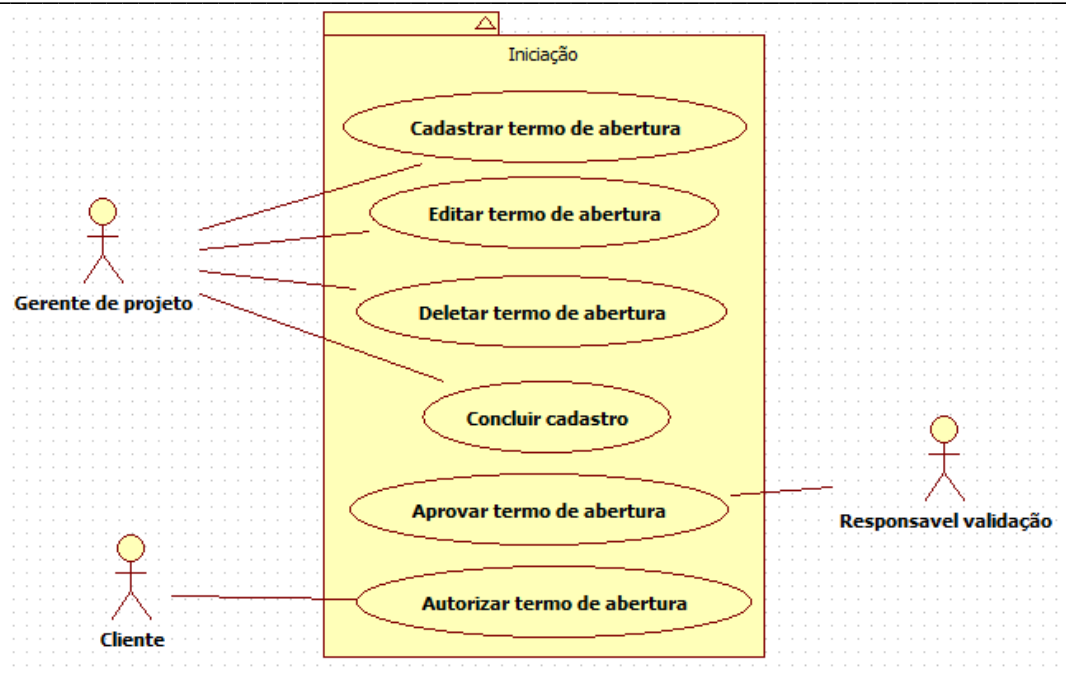 Iniciação
Cadastrar termo de abertura
Editar termo de abertura
Gerente de projeto
Deletar termo de abertura
Concluir cadastro
Aprovar termo de abertura
Responsavel validação
Autorizar termo de abertura
Cliente